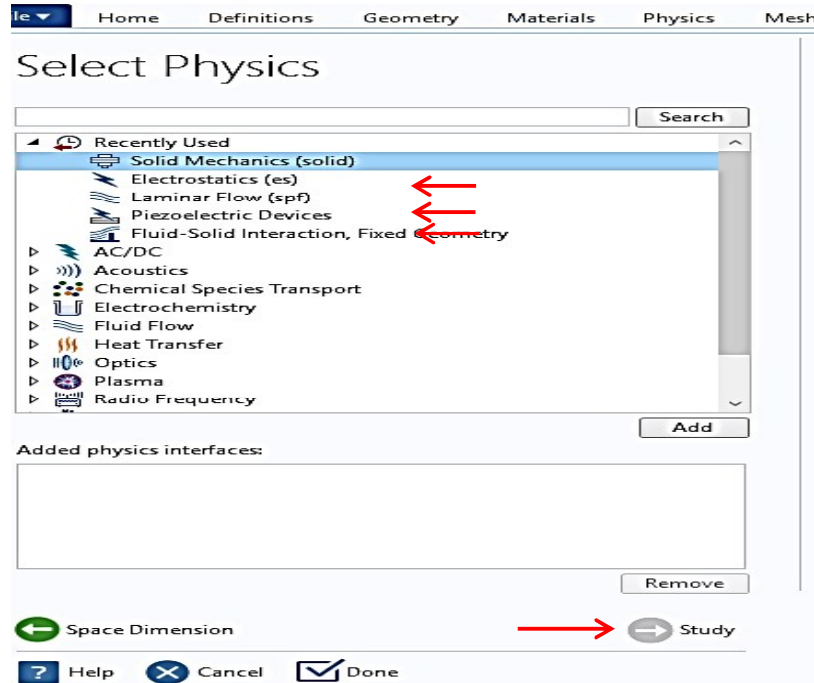 le Home Definitions Geometry Materials Physics Mesh
Select Physics
Search
Recently Used
Solid Mechanics (solid)
Electrostatics (es)
Laminar Flow (spf)
Piezoelectric Devices
Fluid-Solid Interaction, Fixed Geometry
AC/DC
Acoustics
Chemical Species Transport
Electrochemistry
Fluid Flow
Heat Transfer
Optics
Plasma
Radio Frequency
Add
Added physics interfaces:
Remove
Space Dimension Study
? Help Cancel Done